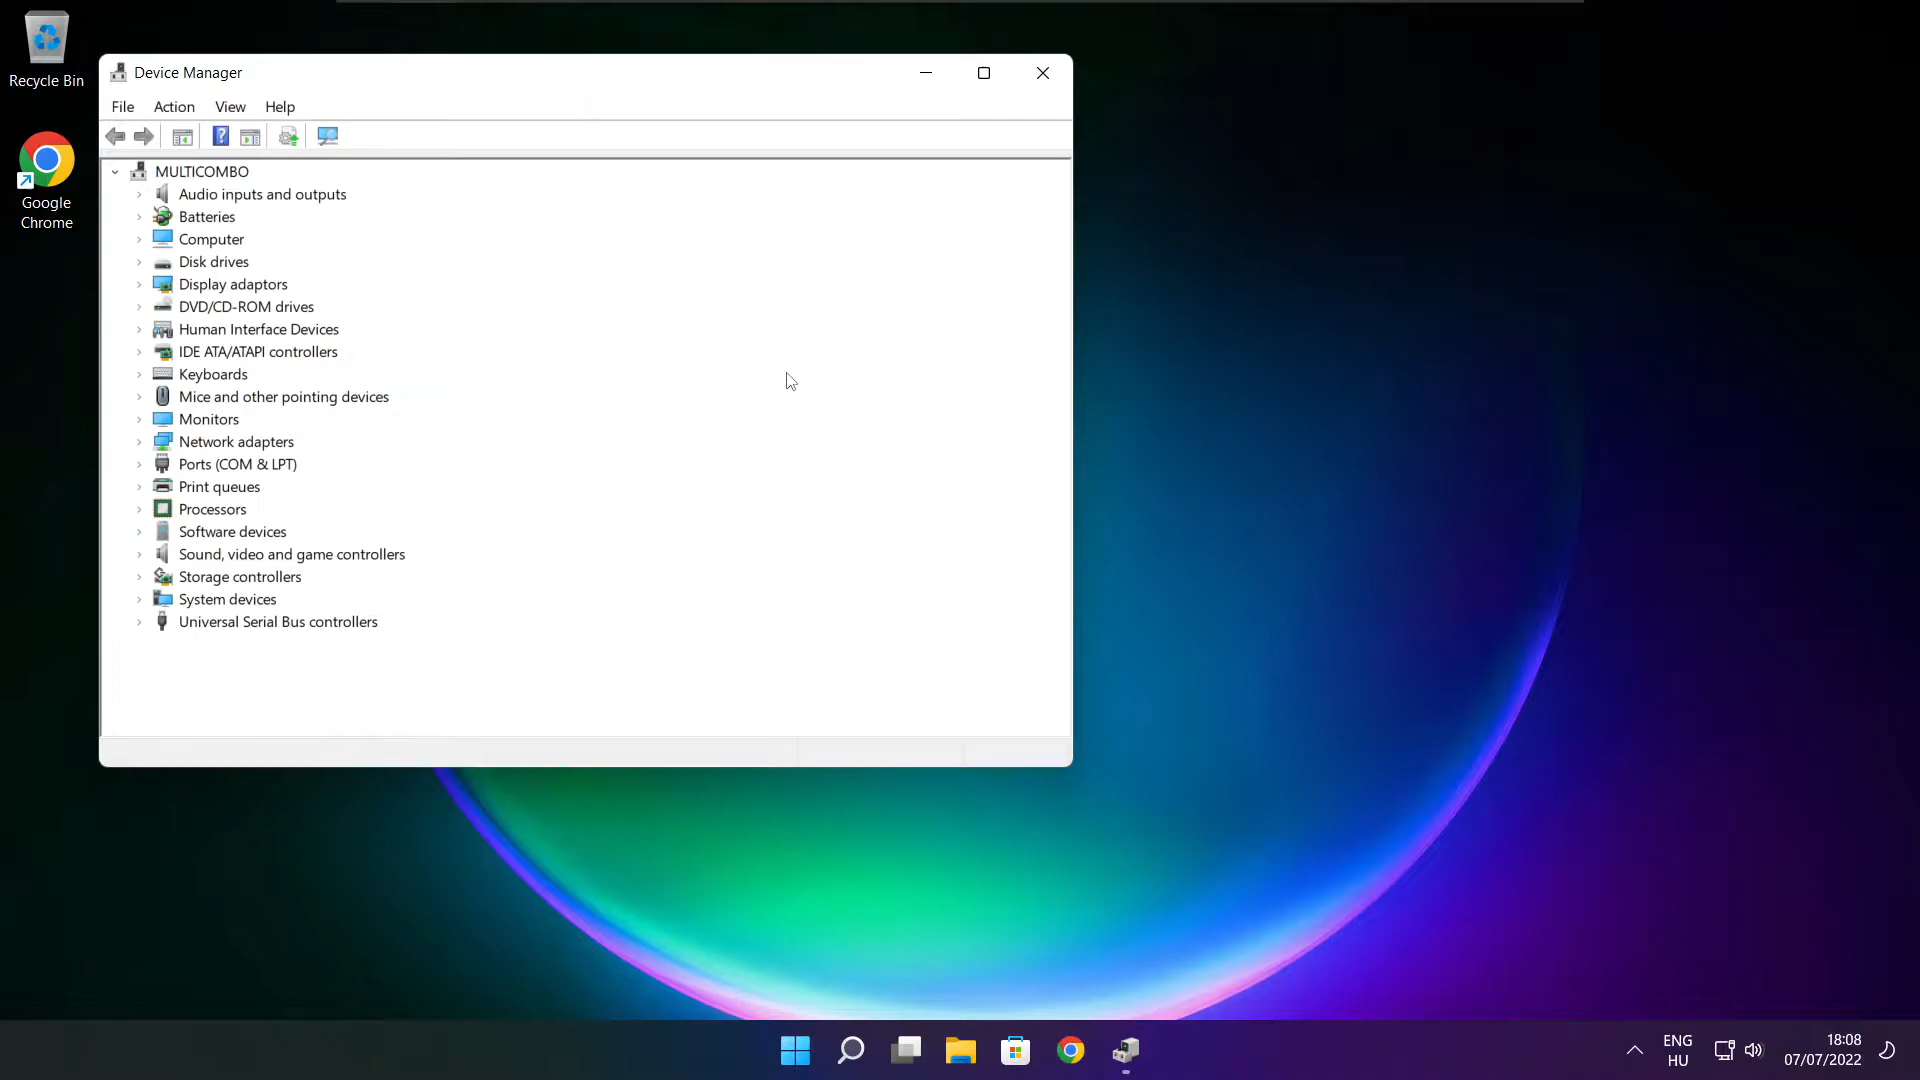 Recycle Bin
Google
Chrome
Device Manager
File Action View Help
MULTICOMBO
Audio inputs and outputs
Batteries
Computer
Disk drives
Display adaptors
DVD/CD-ROM drives
Human Interface Devices
IDE ATA/ATAPI controllers
Keyboards
Mice and other pointing devices
Monitors
Network adapters
Ports (COM & LPT)
Print queues
Processors
Software devices
Sound, video and game controllers
Storage controllers
System devices
Universal Serial Bus controllers
ENG
HU
18:08
07/07/2022